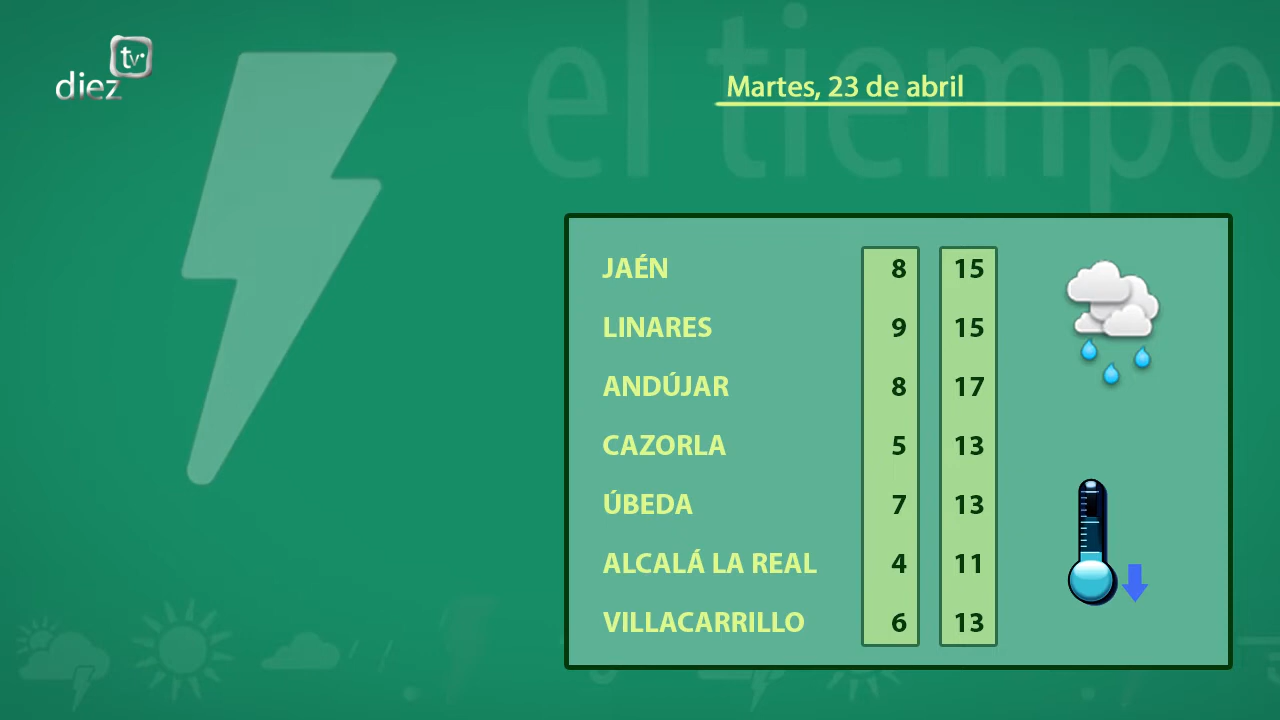 diez tv
el tiempo
Martes, 23 de abril
JAÉN 8 15
LINARES 9 15
ANDÚJAR 8 17
CAZORLA 5 13
ÚBEDA 7 13
ALCALÁ LA REAL 4 11
VILLACARRILLO 6 13